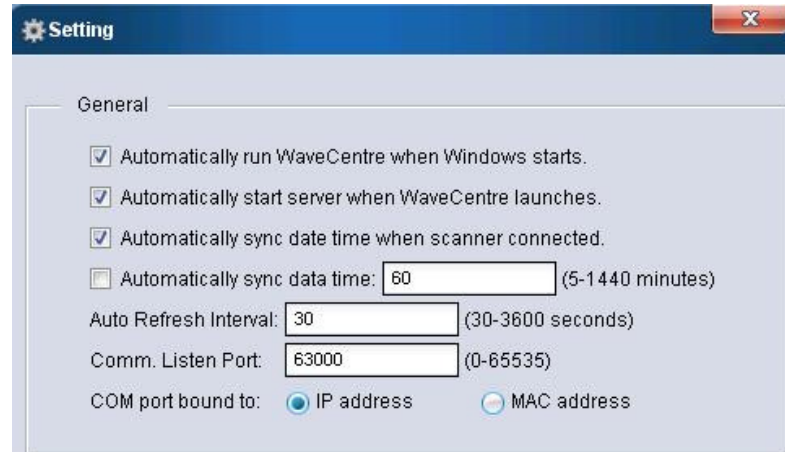 Setting
General
Automatically run WaveCentre when Windows starts.
Automatically start server when WaveCentre launches.
Automatically sync date time when scanner connected.
Automatically sync data time: 60 (5-1440 minutes)
Auto Refresh Interval: 30 (30-3600 seconds)
Comm. Listen Port: 63000 (0-65535)
COM port bound to: IP address MAC address